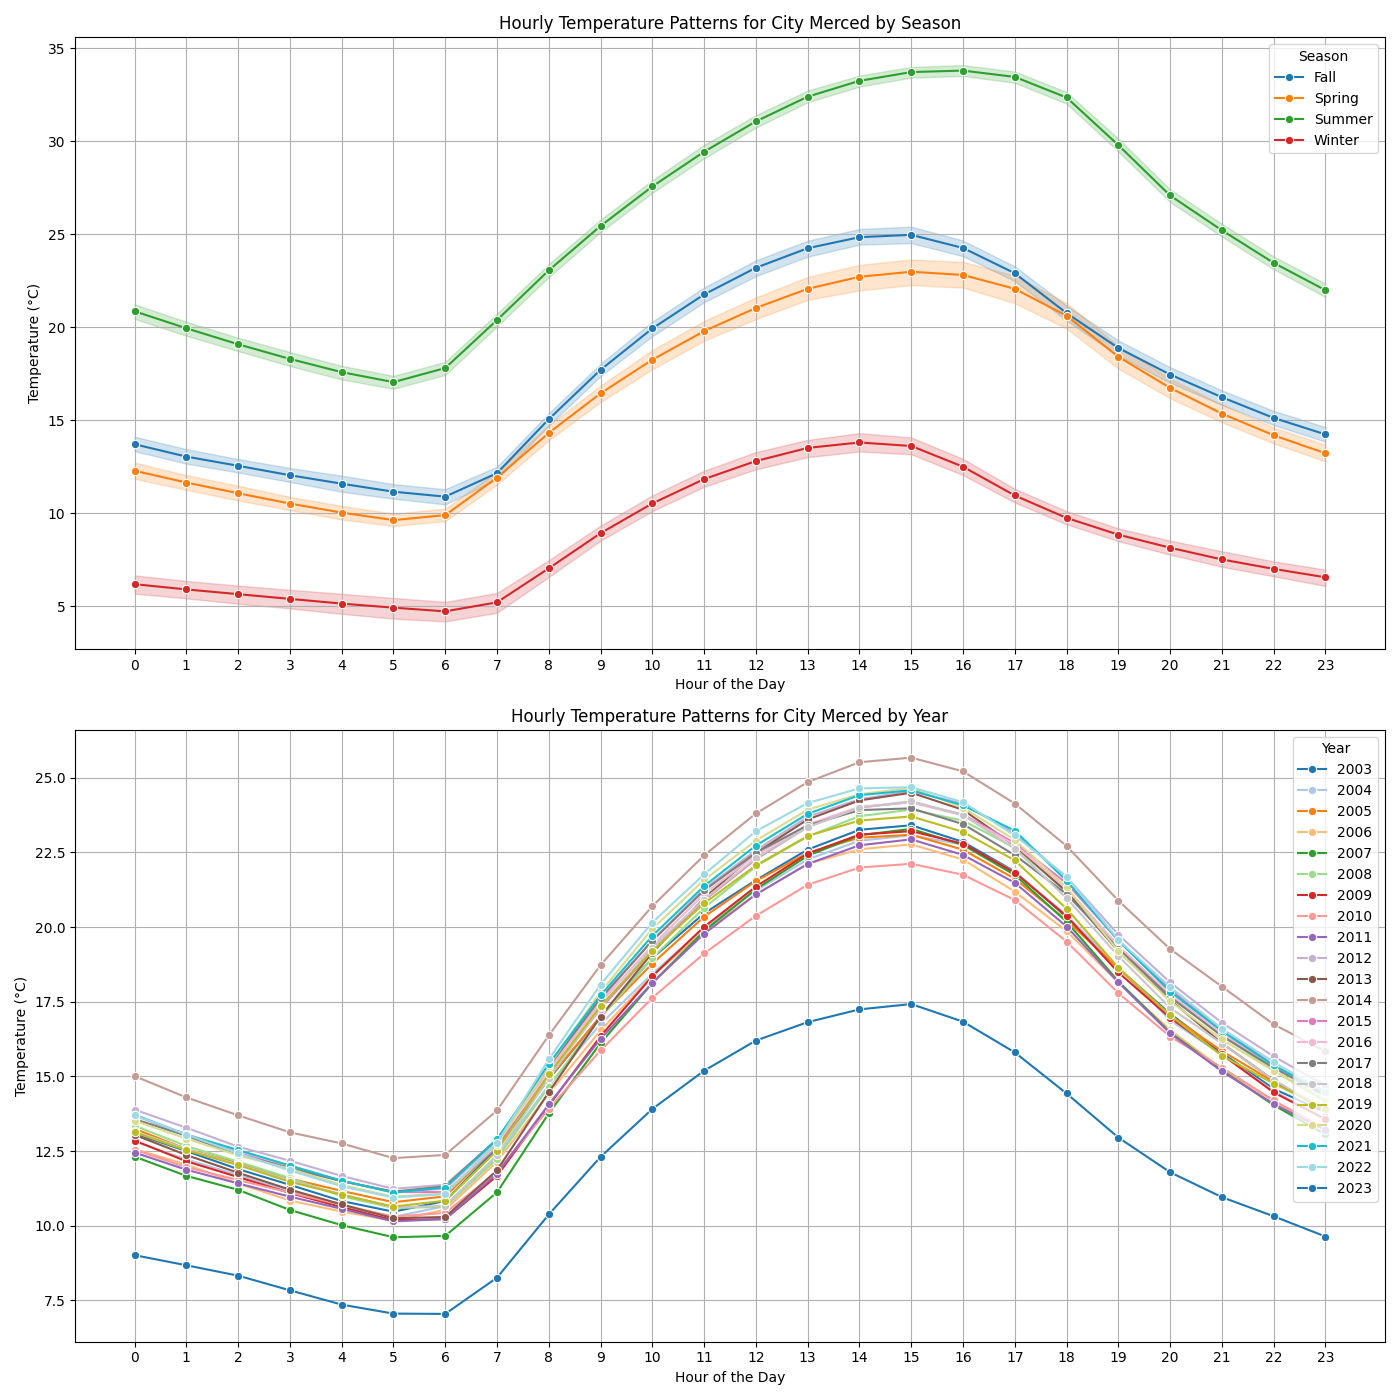 Hourly Temperature Patterns for City Merced by Season
35
30
25
20
15
10
5
Temperature (°C)
Season
Fall
Spring
Summer
Winter
0 1 2 3 4 5 6 7 8 9 10 11 12 13 14 15 16 17 18 19 20 21 22 23
Hour of the Day
Hourly Temperature Patterns for City Merced by Year
25.0
22.5
20.0
17.5
15.0
12.5
10.0
7.5
Temperature (°C)
Year
2003
2004
2005
2006
2007
2008
2009
2010
2011
2012
2013
2014
2015
2016
2017
2018
2019
2020
2021
2022
2023
0 1 2 3 4 5 6 7 8 9 10 11 12 13 14 15 16 17 18 19 20 21 22 23
Hour of the Day